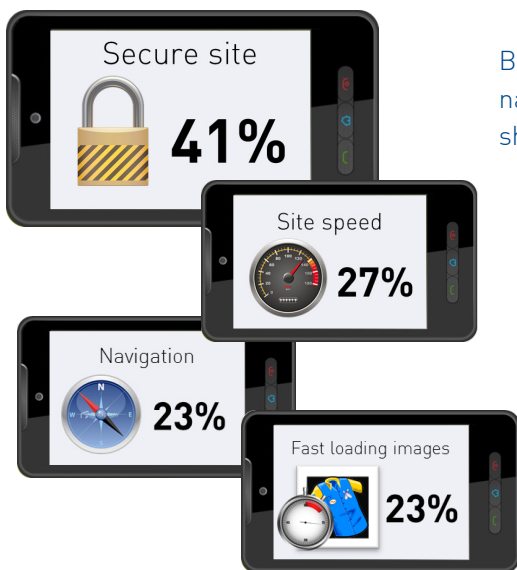 Secure site
41%
Site speed
27%
Navigation
N
W
E
23%
Fast loading images
23%